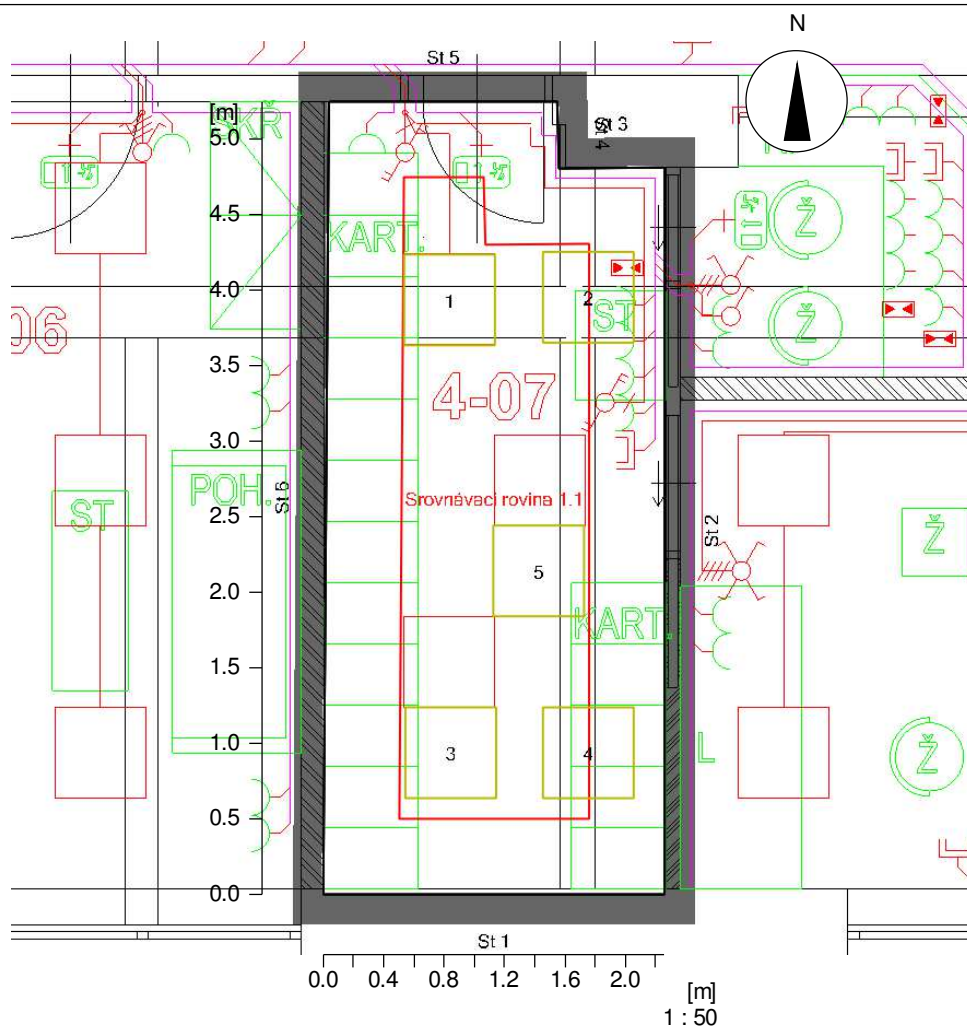 N
St 5
[m]
SKŘ
St 3
St 4
5.0
Ž
4.5
KART.
1
2
4.0
ST
Ž
06
3.5
4-07
3.0
POH.
St 6
Srovnávací rovina 1.1
ST
2.5
St 2
Ž
5
2.0
KART.
1.5
1.0
3
4
L
Ž
0.5
0.0
St 1
0.0 0.4 0.8 1.2 1.6 2.0
[m]
1 : 50